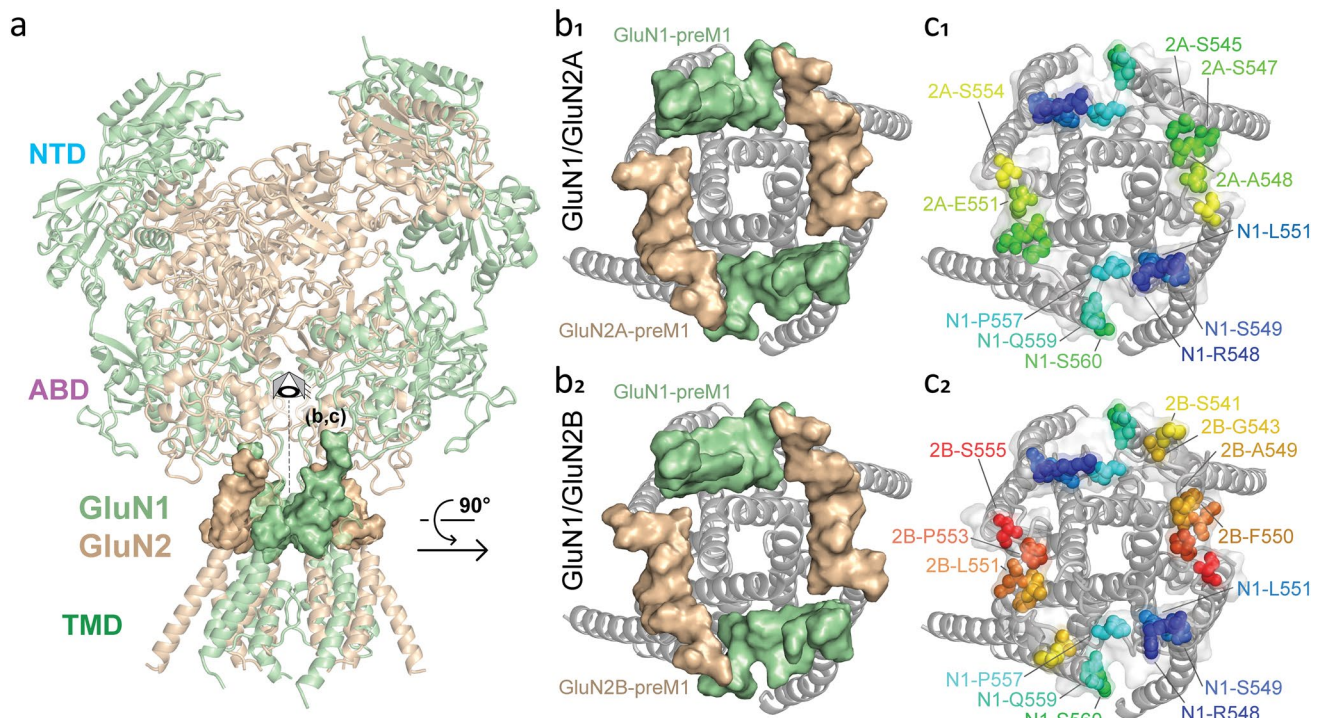 a
NTD
ABD
(b,c)
GluN1
GluN2
90°
TMD
b1
GluN1/GluN2A
GluN1-preM1
GluN2A-preM1
c1
2A-S545
2A-S547
2A-S554
2A-A548
2A-E551
N1-L551
N1-P557
N1-Q559
N1-S560
N1-S549
N1-R548
b2
GluN1/GluN2B
GluN1-preM1
GluN2B-preM1
c2
2B-S541
2B-G543
2B-A549
2B-S555
2B-P553
2B-F550
2B-L551
N1-L551
N1-P557
N1-Q559
N1-S560
N1-S549
N1-R548